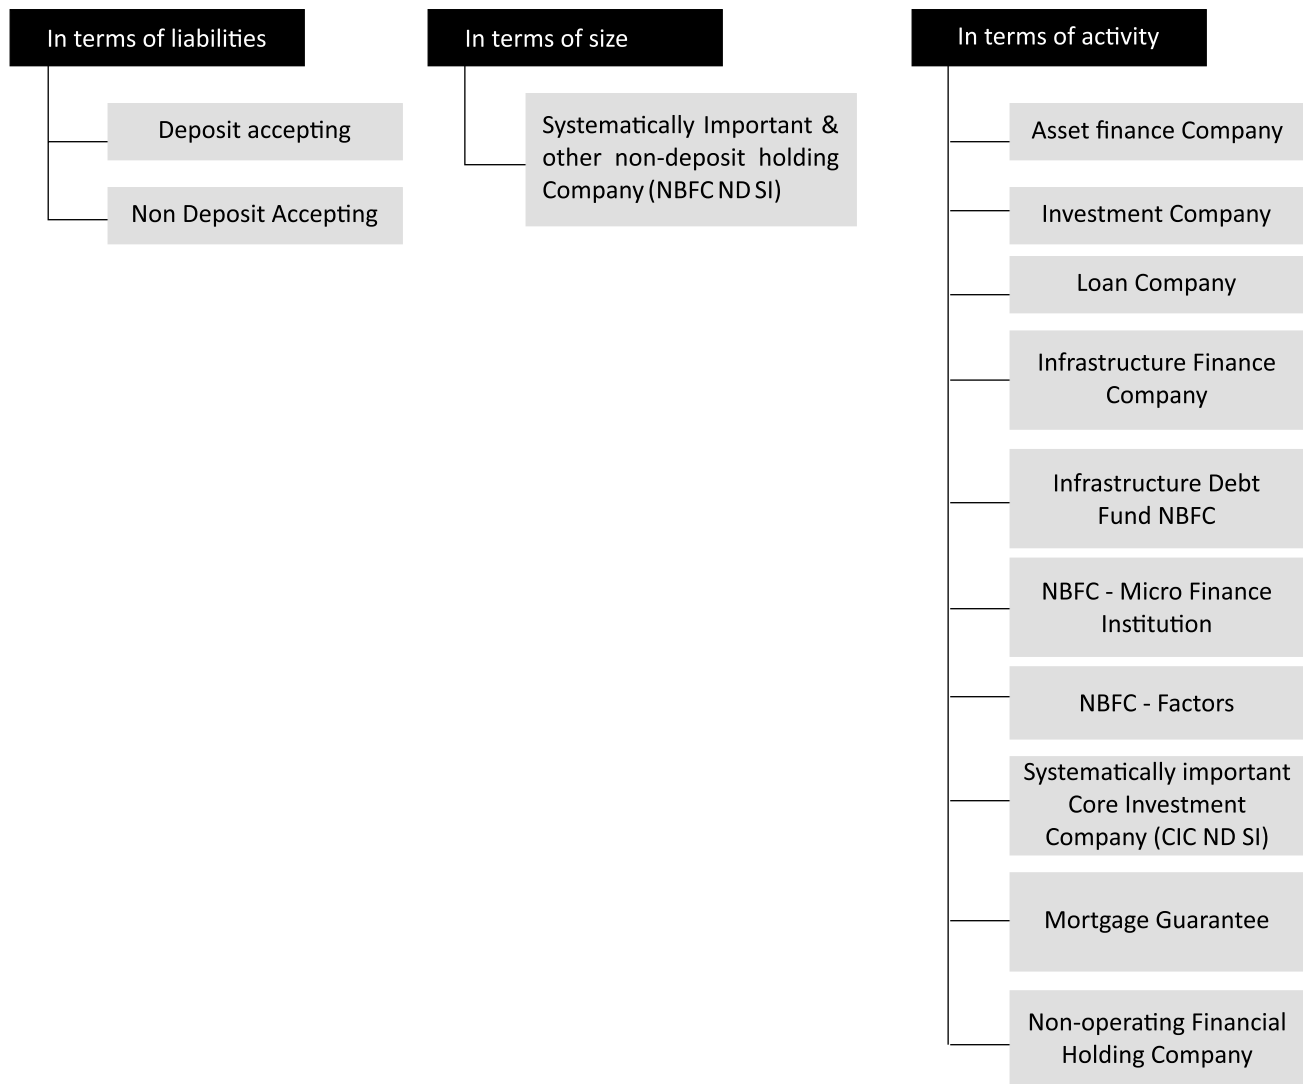 In terms of liabilities
Deposit accepting
Non Deposit Accepting
In terms of size
Systematically Important &
other non-deposit holding
Company (NBFC ND SI)
In terms of activity
Asset finance Company
Investment Company
Loan Company
Infrastructure Finance
Company
Infrastructure Debt
Fund NBFC
NBFC - Micro Finance
Institution
NBFC - Factors
Systematically important
Core Investment
Company (CIC ND SI)
Mortgage Guarantee
Non-operating Financial
Holding Company